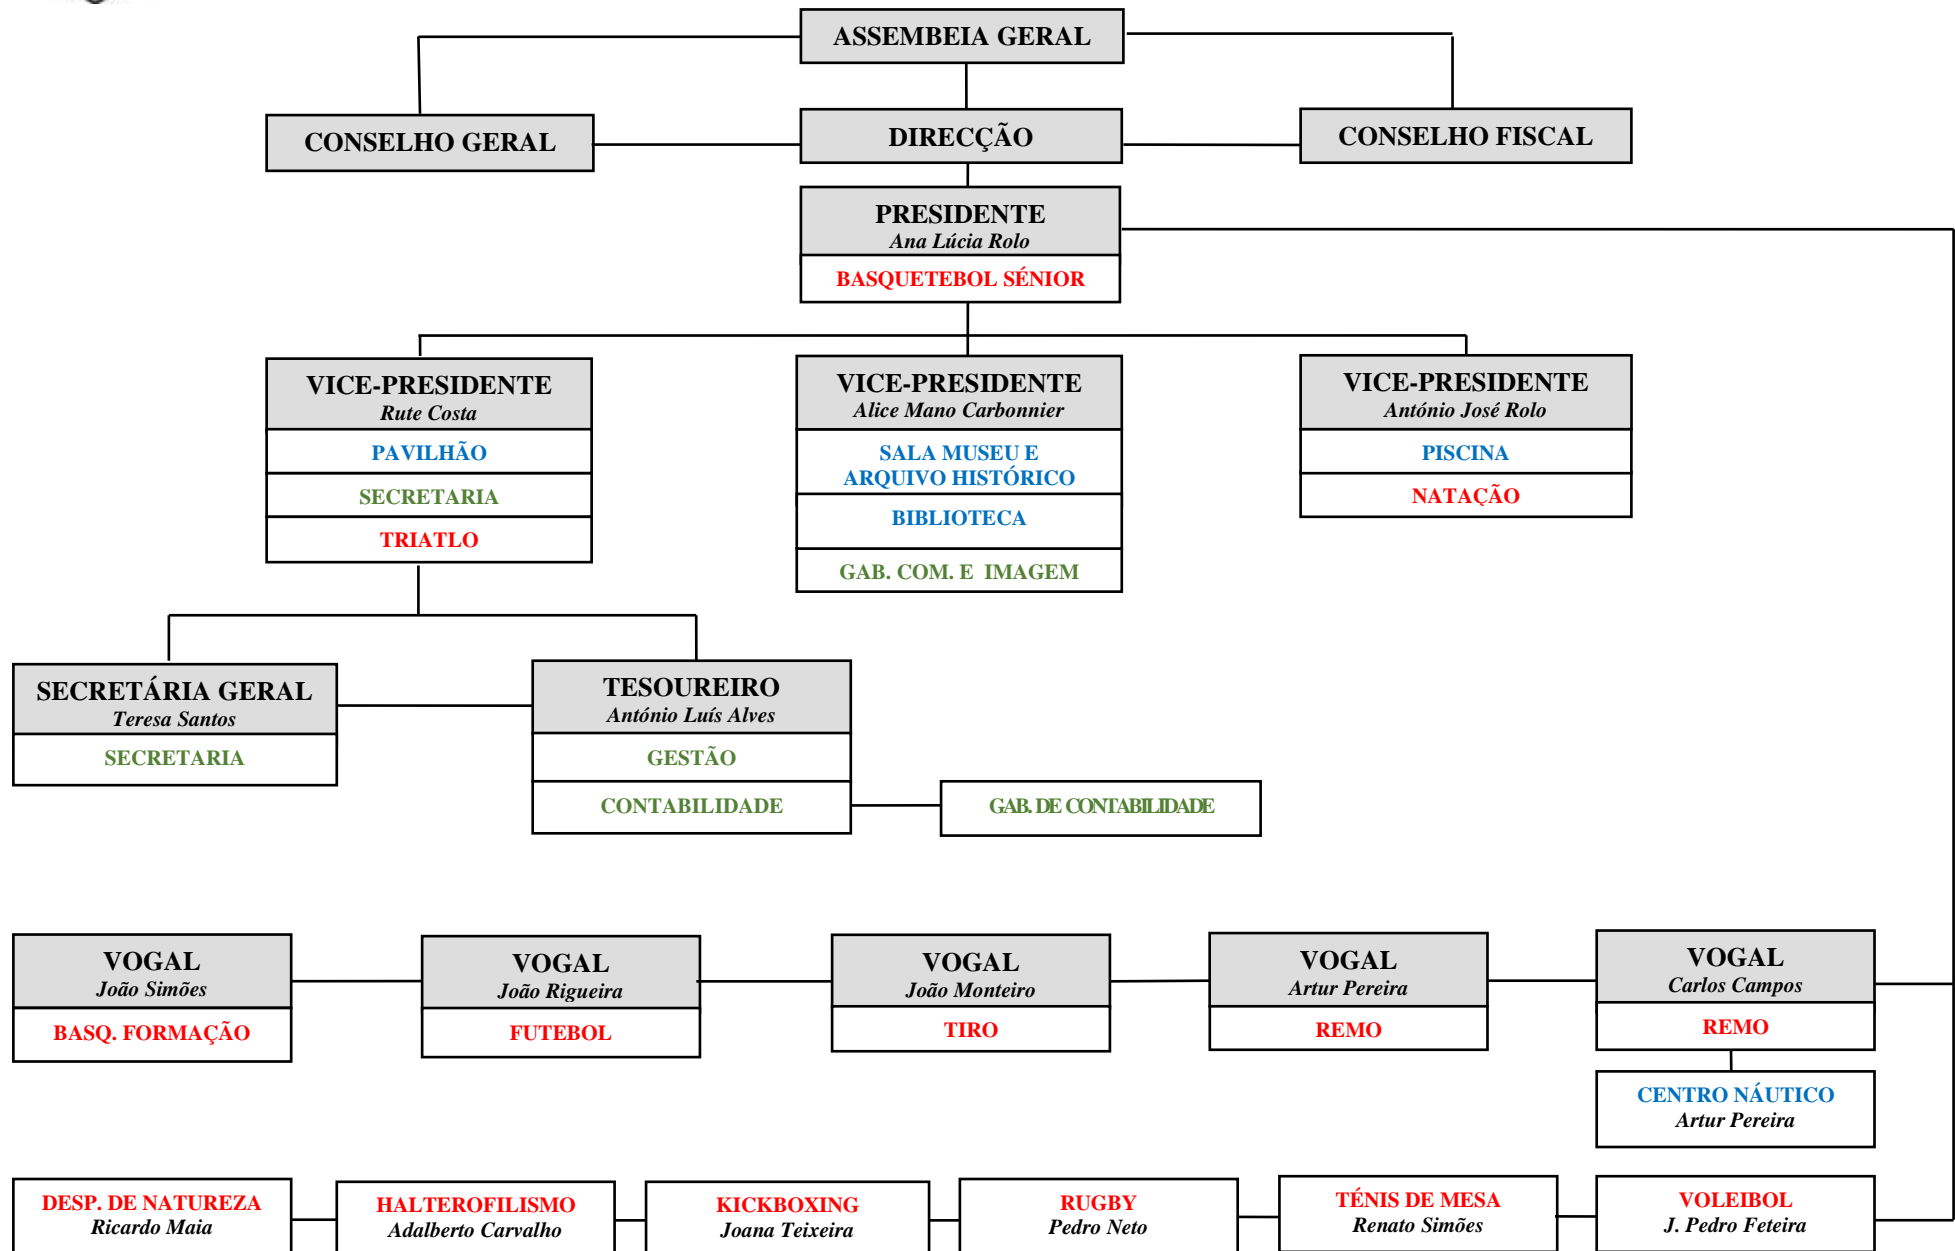 ASSEMBEIA GERAL
CONSELHO GERAL
DIRECÇÃO
CONSELHO FISCAL
PRESIDENTE
Ana Lúcia Rolo
BASQUETEBOL SÉNIOR
VICE-PRESIDENTE
Rute Costa
PAVILHÃO
SECRETARIA
TRIATLO
VICE-PRESIDENTE
Alice Mano Carbonnier
SALA MUSEU E
ARQUIVO HISTÓRICO
BIBLIOTECA
GAB. COM. E IMAGEM
VICE-PRESIDENTE
António José Rolo
PISCINA
NATAÇÃO
SECRETÁRIA GERAL
Teresa Santos
SECRETARIA
TESOUREIRO
António Luís Alves
GESTÃO
CONTABILIDADE
GAB. DE CONTABILIDADE
VOGAL
João Simões
BASQ. FORMAÇÃO
VOGAL
João Rigueira
FUTEBOL
VOGAL
João Monteiro
TIRO
VOGAL
Artur Pereira
REMO
VOGAL
Carlos Campos
REMO
CENTRO NÁUTICO
Artur Pereira
DESP. DE NATUREZA
Ricardo Maia
HALTEROFILISMO
Adalberto Carvalho
KICKBOXING
Joana Teixeira
RUGBY
Pedro Neto
TÉNIS DE MESA
Renato Simões
VOLEIBOL
J. Pedro Feteira